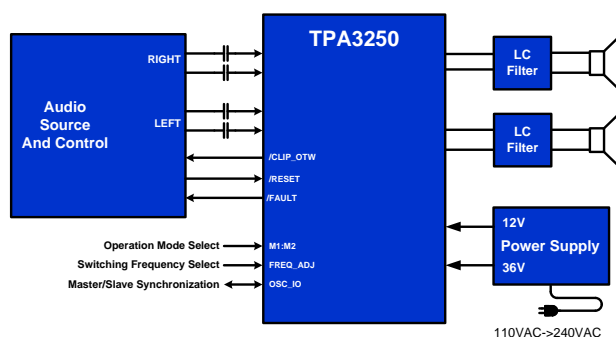 TPA3250
RIGHT
LEFT
Audio
Source
And Control
/CLIP_OTW
/RESET
/FAULT
Operation Mode Select
M1:M2
Switching Frequency Select
FREQ_ADJ
Master/Slave Synchronization
OSC_IO
LC
Filter
LC
Filter
12V
Power Supply
36V
110VAC->240VAC